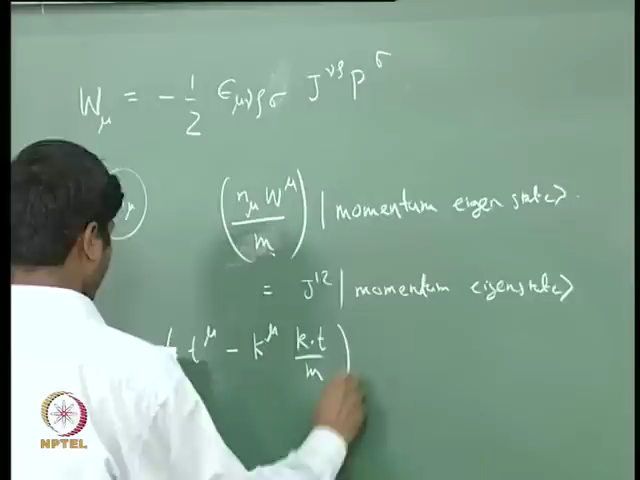 W_μ = - 1/2 ε_μνρσ J^νρ P^σ
μ (n_μ W^μ / m) | momentum eigen state> .
= J^12 | momentum eigenstate>
t^μ - k^μ k·t / m )
NPTEL